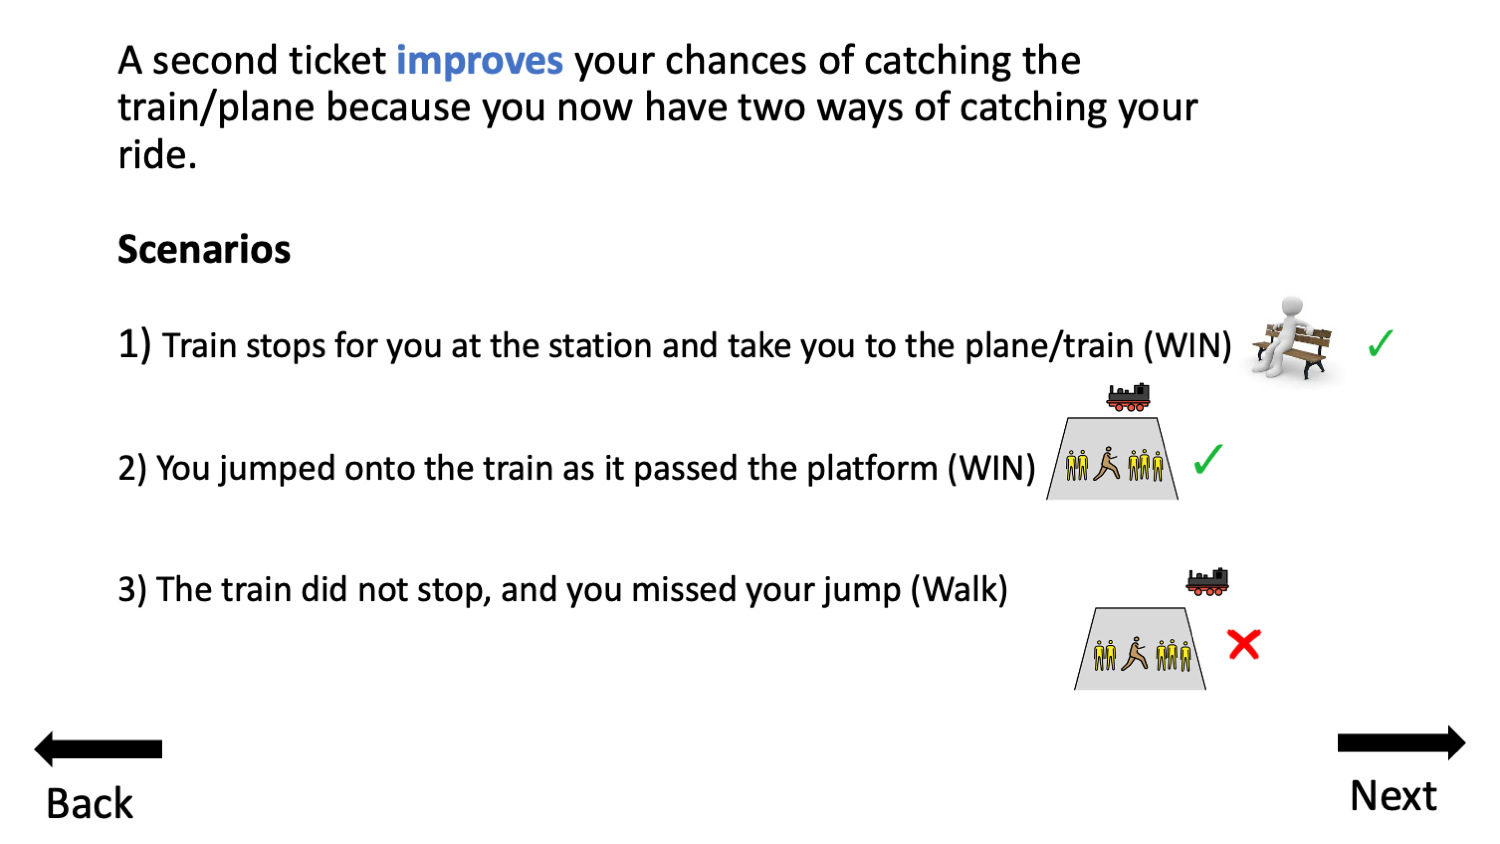 A second ticket improves your chances of catching the
train/plane because you now have two ways of catching your
ride.
Scenarios
1) Train stops for you at the station and take you to the plane/train (WIN)
2) You jumped onto the train as it passed the platform (WIN)
3) The train did not stop, and you missed your jump (Walk)
Back
Next